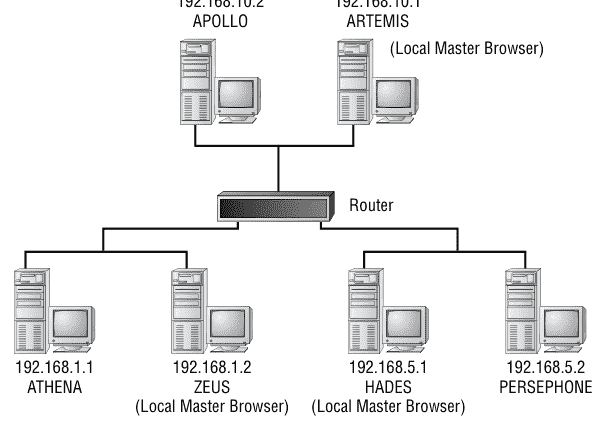 192.168.10.2
APOLLO
192.168.10.1
ARTEMIS
(Local Master Browser)
Router
192.168.1.1
ATHENA
192.168.1.2
ZEUS
(Local Master Browser)
192.168.5.1
HADES
(Local Master Browser)
192.168.5.2
PERSEPHONE